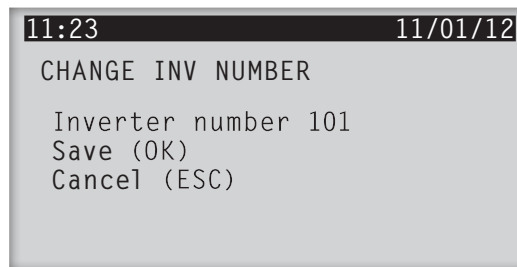 11:23 11/01/12
CHANGE INV NUMBER
Inverter number 101
Save (OK)
Cancel (ESC)